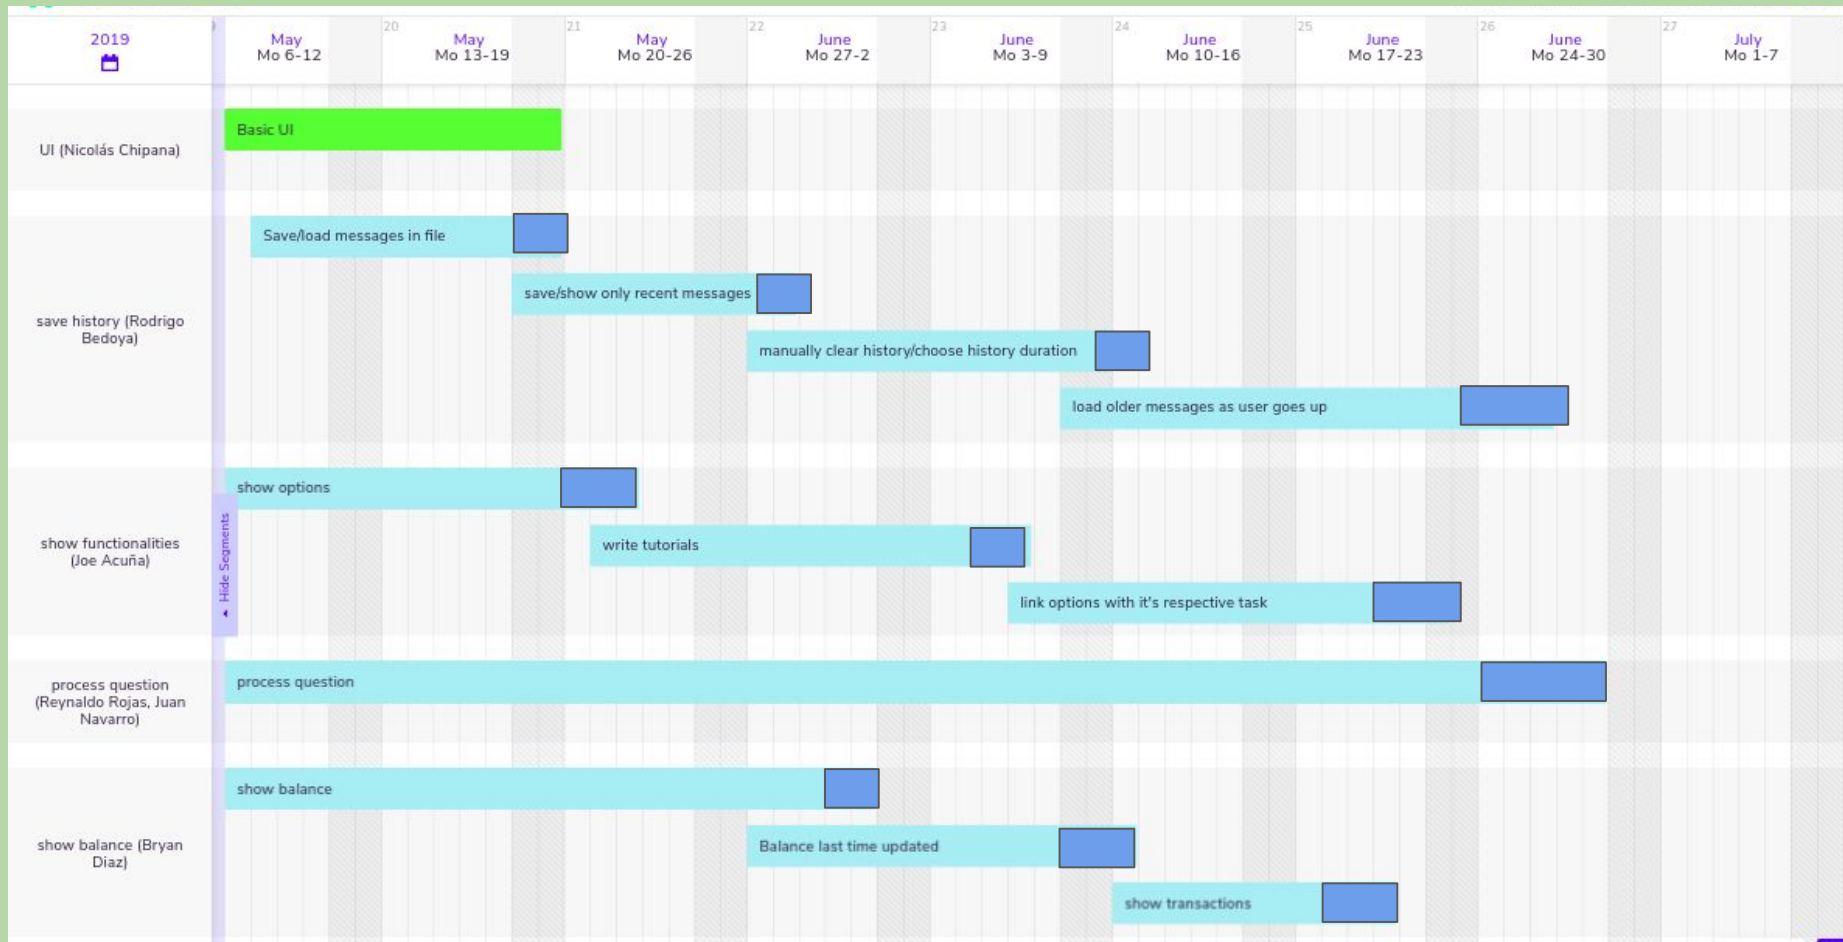 19 20 21 22 23 24 25 26 27
2019 May May May June June June June June July
Mo 6-12 Mo 13-19 Mo 20-26 Mo 27-2 Mo 3-9 Mo 10-16 Mo 17-23 Mo 24-30 Mo 1-7
Basic UI
UI (Nicolás Chipana)
Save/load messages in file
save/show only recent messages
save history (Rodrigo
Bedoya)
manually clear history/choose history duration
load older messages as user goes up
show options
Hide Segments
show functionalities
(Joe Acuña)
write tutorials
link options with it's respective task
process question
(Reynaldo Rojas, Juan
Navarro)
process question
show balance
show balance (Bryan
Diaz)
Balance last time updated
show transactions